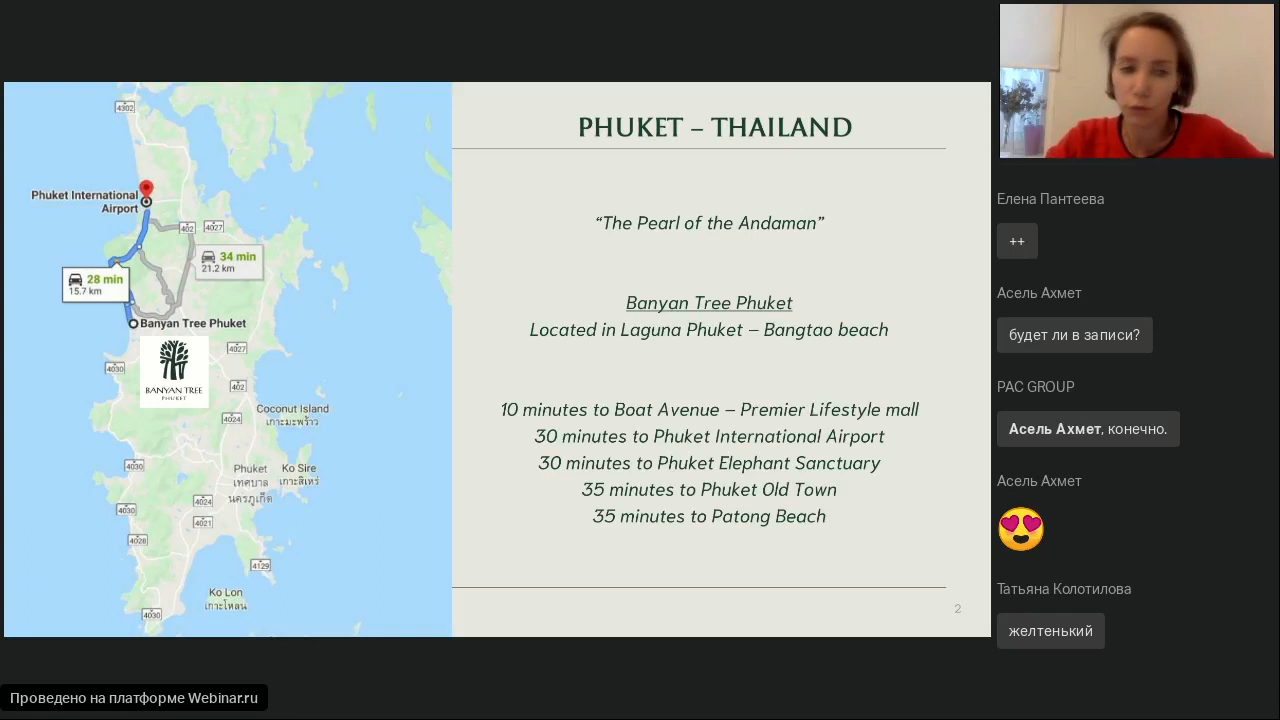 4302
Phuket International
Airport
402
4027
34 min
21.2 km
28 min
15.7 km
Banyan Tree Phuket
BANYAN TREE
PHUKET
4027
4030
402
Coconut Island
เกาะมะพร้าว
4024
4030
Phuket
เทศบาล
นครภูเก็ต
Ko Sire
เกาะสิเหร่
4024
4030
4021
4028
4129
Ko Lon
เกาะโหลน
4030
PHUKET – THAILAND
“The Pearl of the Andaman”
Banyan Tree Phuket
Located in Laguna Phuket – Bangtao beach
10 minutes to Boat Avenue – Premier Lifestyle mall
30 minutes to Phuket International Airport
30 minutes to Phuket Elephant Sanctuary
35 minutes to Phuket Old Town
35 minutes to Patong Beach
2
Елена Пантеева
++
Асель Ахмет
будет ли в записи?
PAC GROUP
Асель Ахмет, конечно.
Асель Ахмет
Татьяна Колотилова
желтенький
Проведено на платформе Webinar.ru